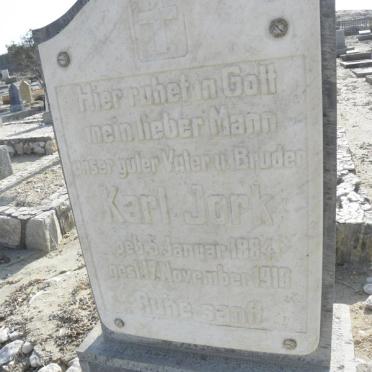 Hier ruhet in Gott
mein lieber Mann
unser guter Vater u. Bruder
Karl Jork
geb. 6. Januar 1884
gest. 17. November 1918
Ruhe sanft